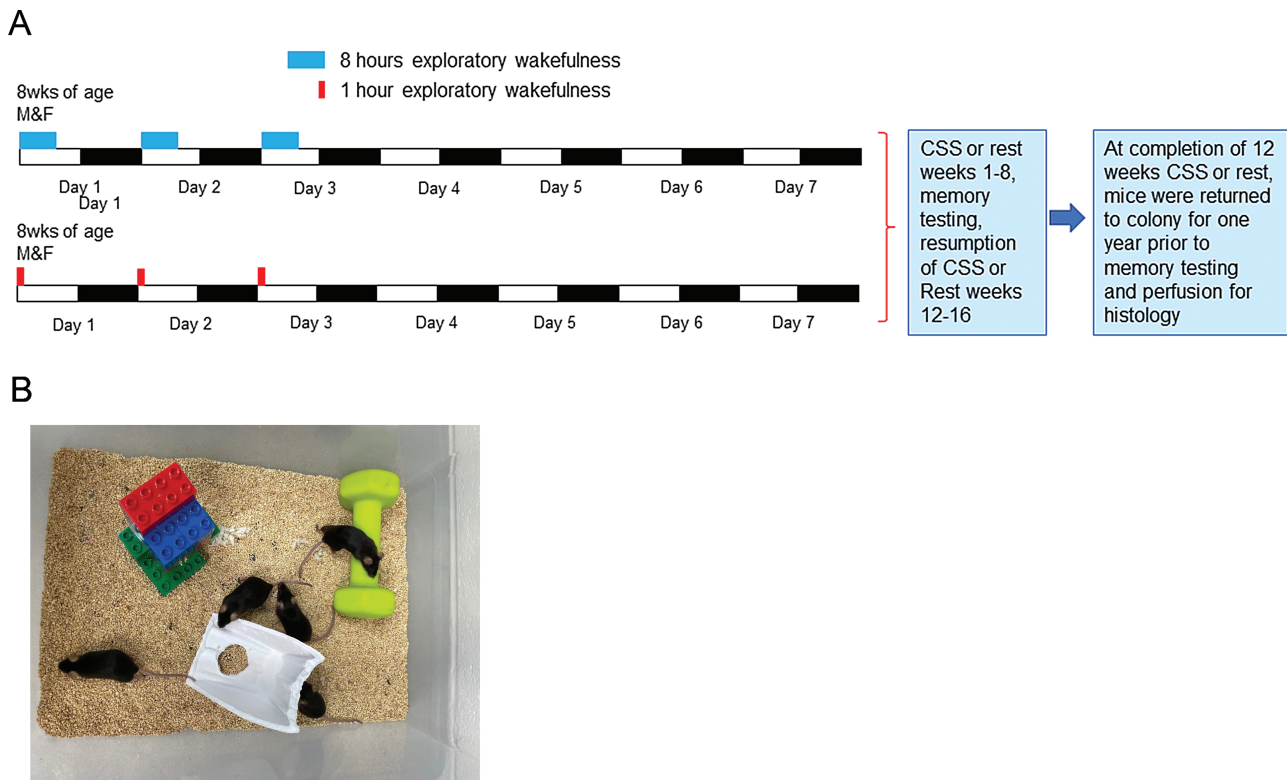 A
8 hours exploratory wakefulness
1 hour exploratory wakefulness
8wks of age
M&F
Day 1
Day 2
Day 3
Day 4
Day 5
Day 6
Day 7
Day 1
8wks of age
M&F
Day 1
Day 2
Day 3
Day 4
Day 5
Day 6
Day 7
CSS or rest
weeks 1-8,
memory
testing,
resumption
of CSS or
Rest weeks
12-16
At completion of 12
weeks CSS or rest,
mice were returned
to colony for one
year prior to
memory testing
and perfusion for
histology
B